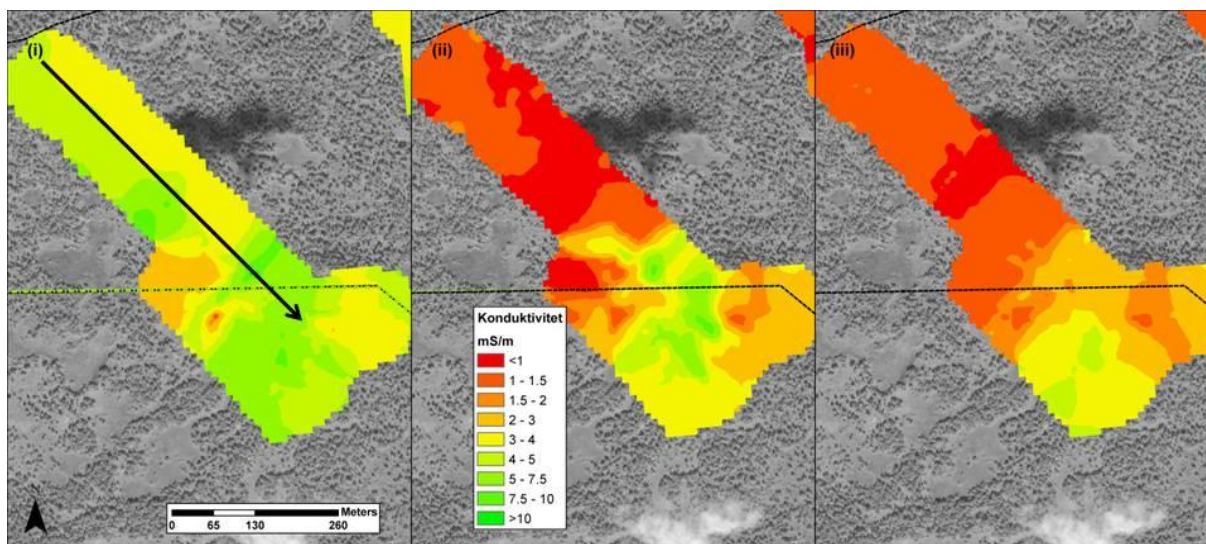 (i)
(ii)
(iii)
Konduktivitet
mS/m
<1
1 - 1.5
1.5 - 2
2 - 3
3 - 4
4 - 5
5 - 7.5
7.5 - 10
>10
Meters
0 65 130 260